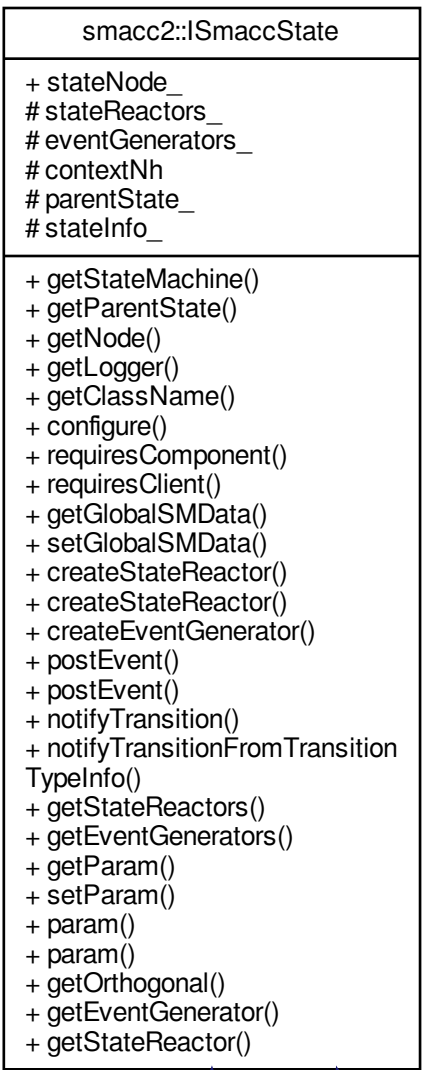 smacc2::ISmaccState
+ stateNode_
# stateReactors_
# eventGenerators_
# contextNh
# parentState_
# stateInfo_
+ getStateMachine()
+ getParentState()
+ getNode()
+ getLogger()
+ getClassName()
+ configure()
+ requiresComponent()
+ requiresClient()
+ getGlobalSMData()
+ setGlobalSMData()
+ createStateReactor()
+ createStateReactor()
+ createEventGenerator()
+ postEvent()
+ postEvent()
+ notifyTransition()
+ notifyTransitionFromTransition
TypeInfo()
+ getStateReactors()
+ getEventGenerators()
+ getParam()
+ setParam()
+ param()
+ param()
+ getOrthogonal()
+ getEventGenerator()
+ getStateReactor()